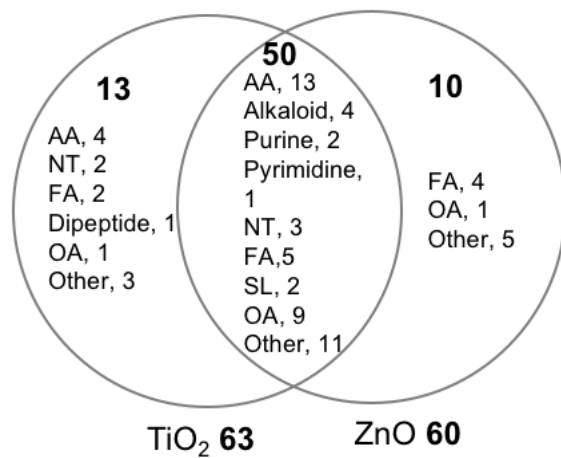 13
AA, 4
NT, 2
FA, 2
Dipeptide, 1
OA, 1
Other, 3
50
AA, 13
Alkaloid, 4
Purine, 2
Pyrimidine,
1
NT, 3
FA,5
SL, 2
OA, 9
Other, 11
10
FA, 4
OA, 1
Other, 5
TiO₂ 63
ZnO 60